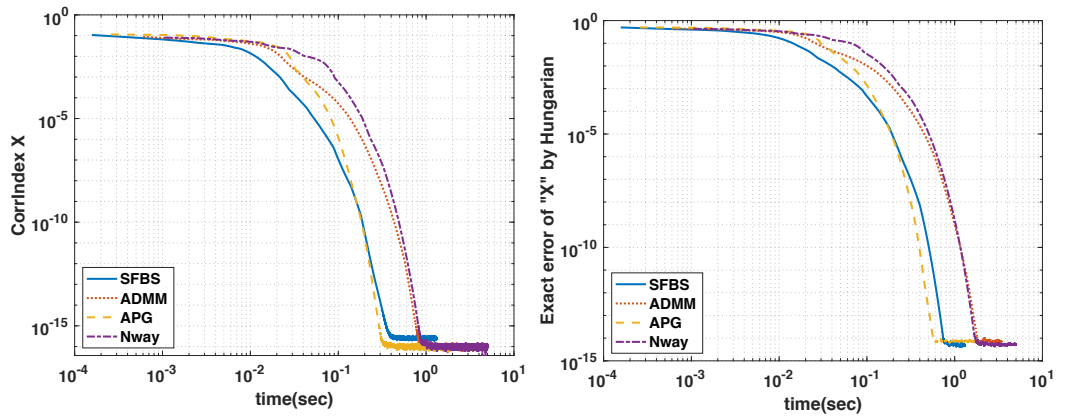 CorrIndex X
10^0
10^-5
10^-10
10^-15
SFBS
ADMM
APG
Nway
10^-4
10^-3
10^-2
10^-1
10^0
10^1
time(sec)
Exact error of "X" by Hungarian
10^0
10^-5
10^-10
10^-15
SFBS
ADMM
APG
Nway
10^-4
10^-3
10^-2
10^-1
10^0
10^1
time(sec)